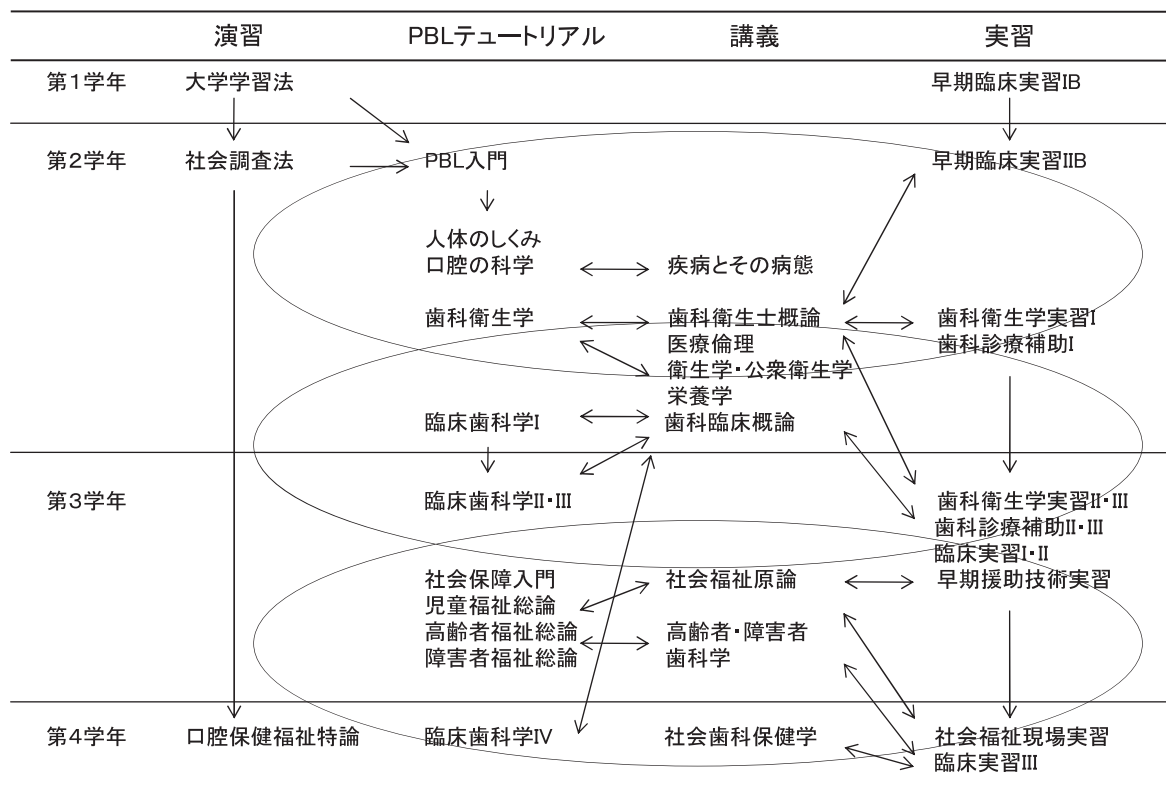 演習 PBLテュートリアル 講義 実習
第1学年 大学学習法 早期臨床実習IB
第2学年 社会調査法 PBL入門 早期臨床実習IIB
人体のしくみ
口腔の科学 疾病とその病態
歯科衛生学 歯科衛生士概論 歯科衛生学実習I
医療倫理 歯科診療補助I
衛生学・公衆衛生学
栄養学
臨床歯科学I 歯科臨床概論
第3学年 臨床歯科学II・III 歯科衛生学実習II・III
歯科診療補助II・III
臨床実習I・II
社会保障入門 社会福祉原論 早期援助技術実習
児童福祉総論
高齢者福祉総論 高齢者・障害者
障害者福祉総論 歯科学
第4学年 口腔保健福祉特論 臨床歯科学IV 社会歯科保健学 社会福祉現場実習
臨床実習III